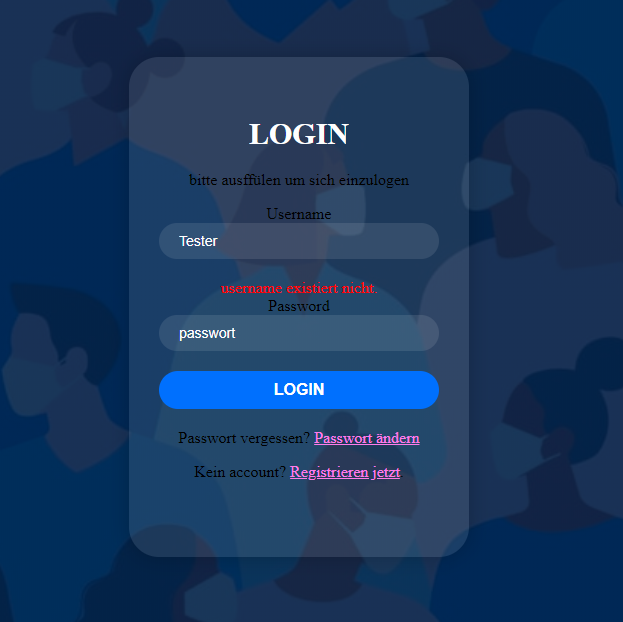 LOGIN
bitte ausffülen um sich einzulogen
Username
Tester
username existiert nicht.
Password
passwort
LOGIN
Passwort vergessen? Passwort ändern
Kein account? Registrieren jetzt